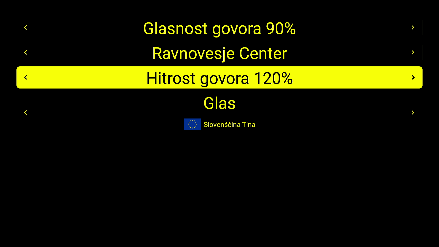 Glasnost govora 90%
Ravnovesje Center
Hitrost govora 120%
Glas
Slovenščina Tina